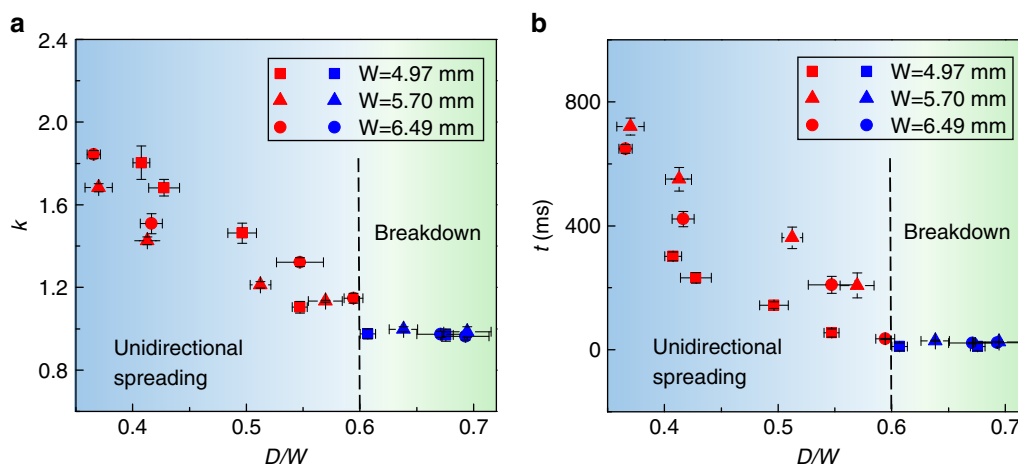 a
2.4
2.0
1.6
1.2
0.8
k
W=4.97 mm
W=5.70 mm
W=6.49 mm
Breakdown
Unidirectional
spreading
0.4
0.5
0.6
0.7
D/W
b
800
400
0
t (ms)
W=4.97 mm
W=5.70 mm
W=6.49 mm
Breakdown
Unidirectional
spreading
0.4
0.5
0.6
0.7
D/W